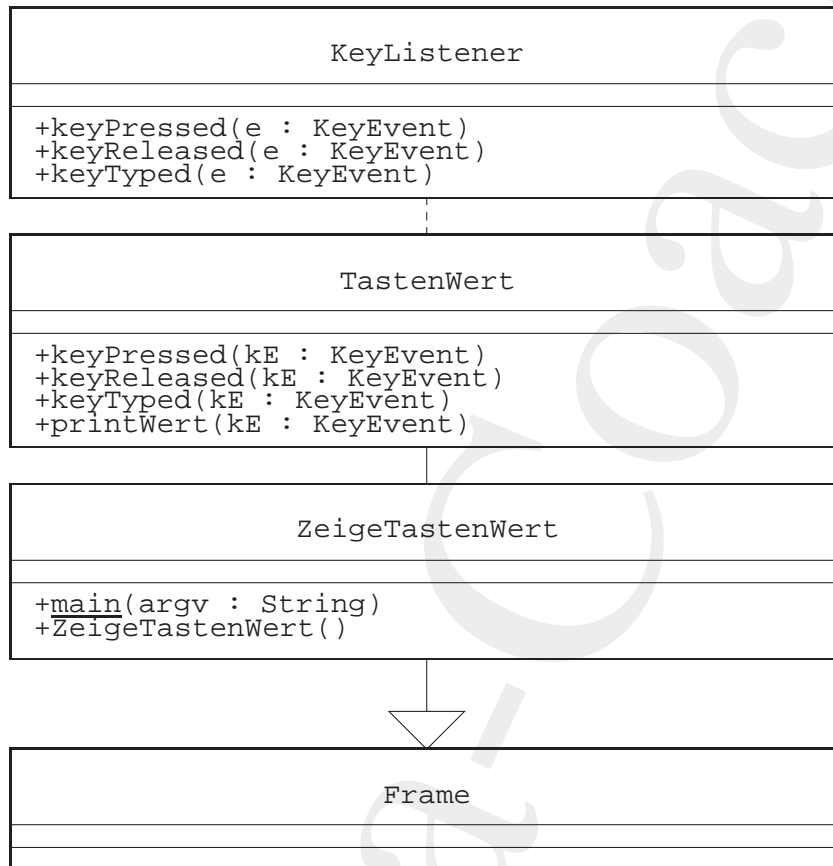 KeyListener
+keyPressed(e : KeyEvent)
+keyReleased(e : KeyEvent)
+keyTyped(e : KeyEvent)
TastenWert
+keyPressed(kE : KeyEvent)
+keyReleased(kE : KeyEvent)
+keyTyped(kE : KeyEvent)
+printWert(kE : KeyEvent)
ZeigeTastenWert
+main(argv : String)
+ZeigeTastenWert()
Frame
a-Coac